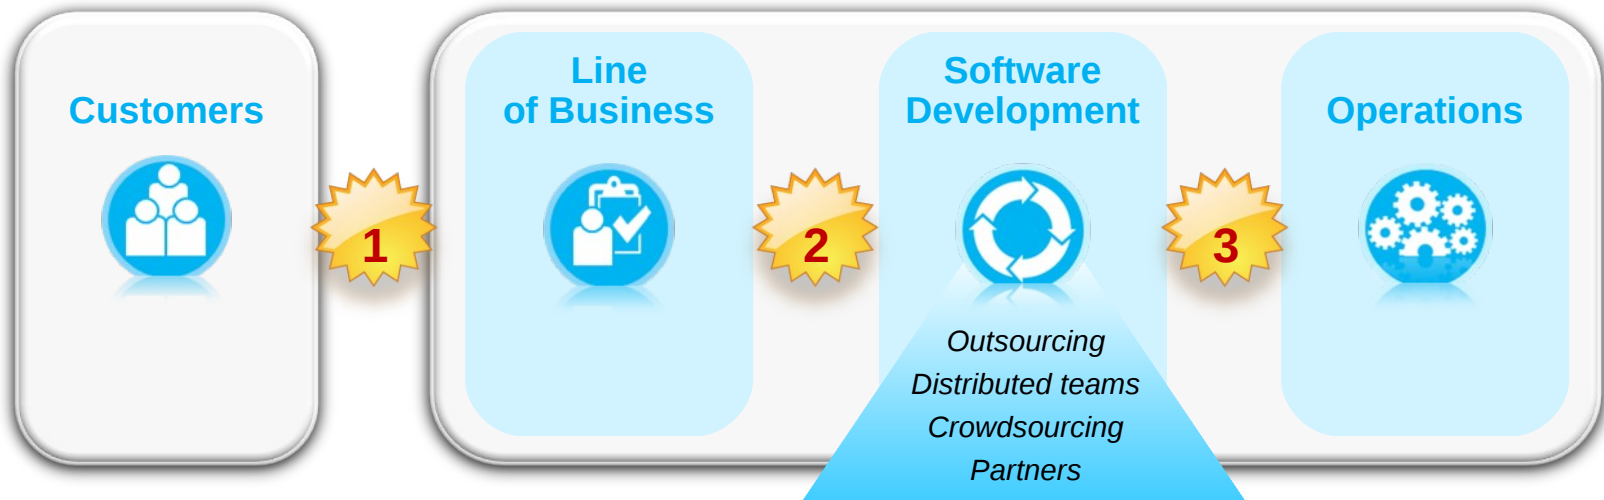 Customers
1
Line
of Business
2
Software
Development
Outsourcing
Distributed teams
Crowdsourcing
Partners
3
Operations